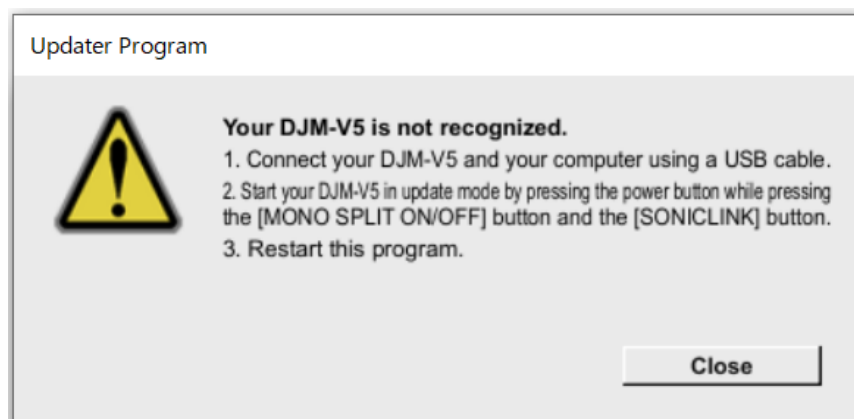 Updater Program
Your DJM-V5 is not recognized.
1. Connect your DJM-V5 and your computer using a USB cable.
2. Start your DJM-V5 in update mode by pressing the power button while pressing
the [MONO SPLIT ON/OFF] button and the [SONICLINK] button.
3. Restart this program.
Close